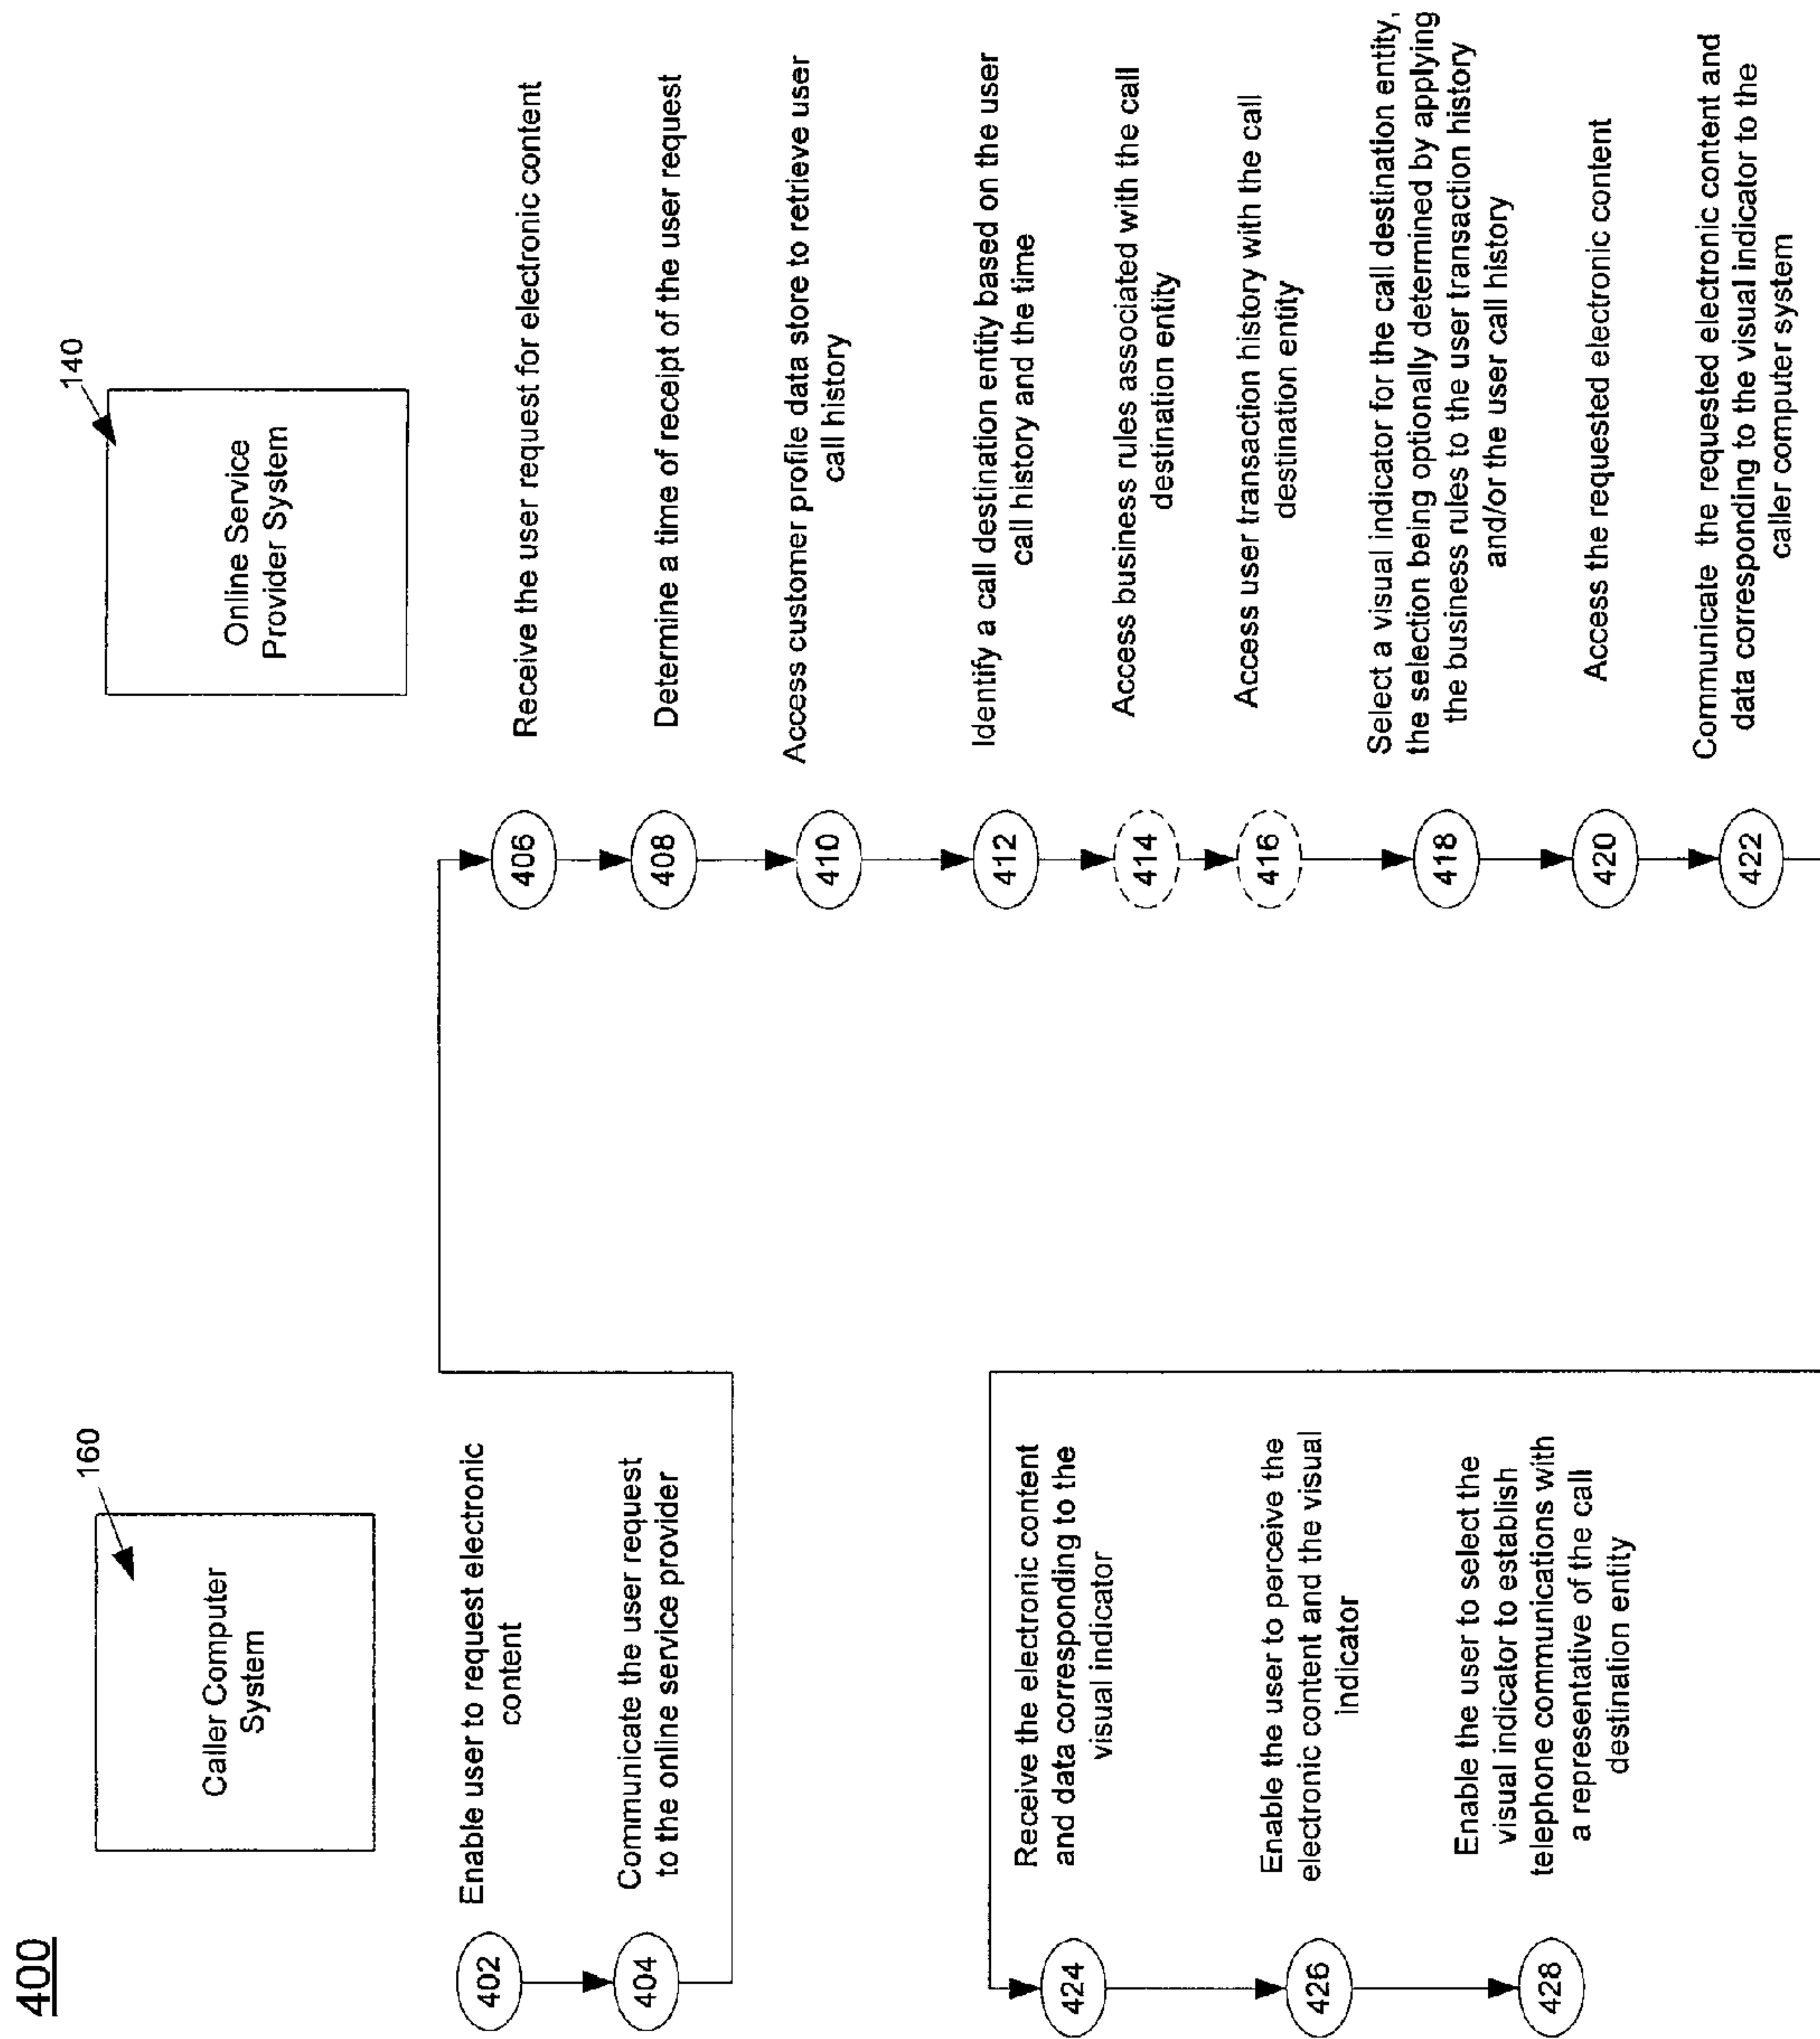 400
160
Caller Computer
System
140
Online Service
Provider System
402
Enable user to request electronic
content
404
Communicate the user request
to the online service provider
406
Receive the user request for electronic content
408
Determine a time of receipt of the user request
410
Access customer profile data store to retrieve user
call history
412
Identify a call destination entity based on the user
call history and the time
414
Access business rules associated with the call
destination entity
416
Access user transaction history with the call
destination entity
418
Select a visual indicator for the call destination entity,
the selection being optionally determined by applying
the business rules to the user transaction history
and/or the user call history
420
Access the requested electronic content
422
Communicate the requested electronic content and
data corresponding to the visual indicator to the
caller computer system
424
Receive the electronic content
and data corresponding to the
visual indicator
426
Enable the user to perceive the
electronic content and the visual
indicator
428
Enable the user to select the
visual indicator to establish
telephone communications with
a representative of the call
destination entity